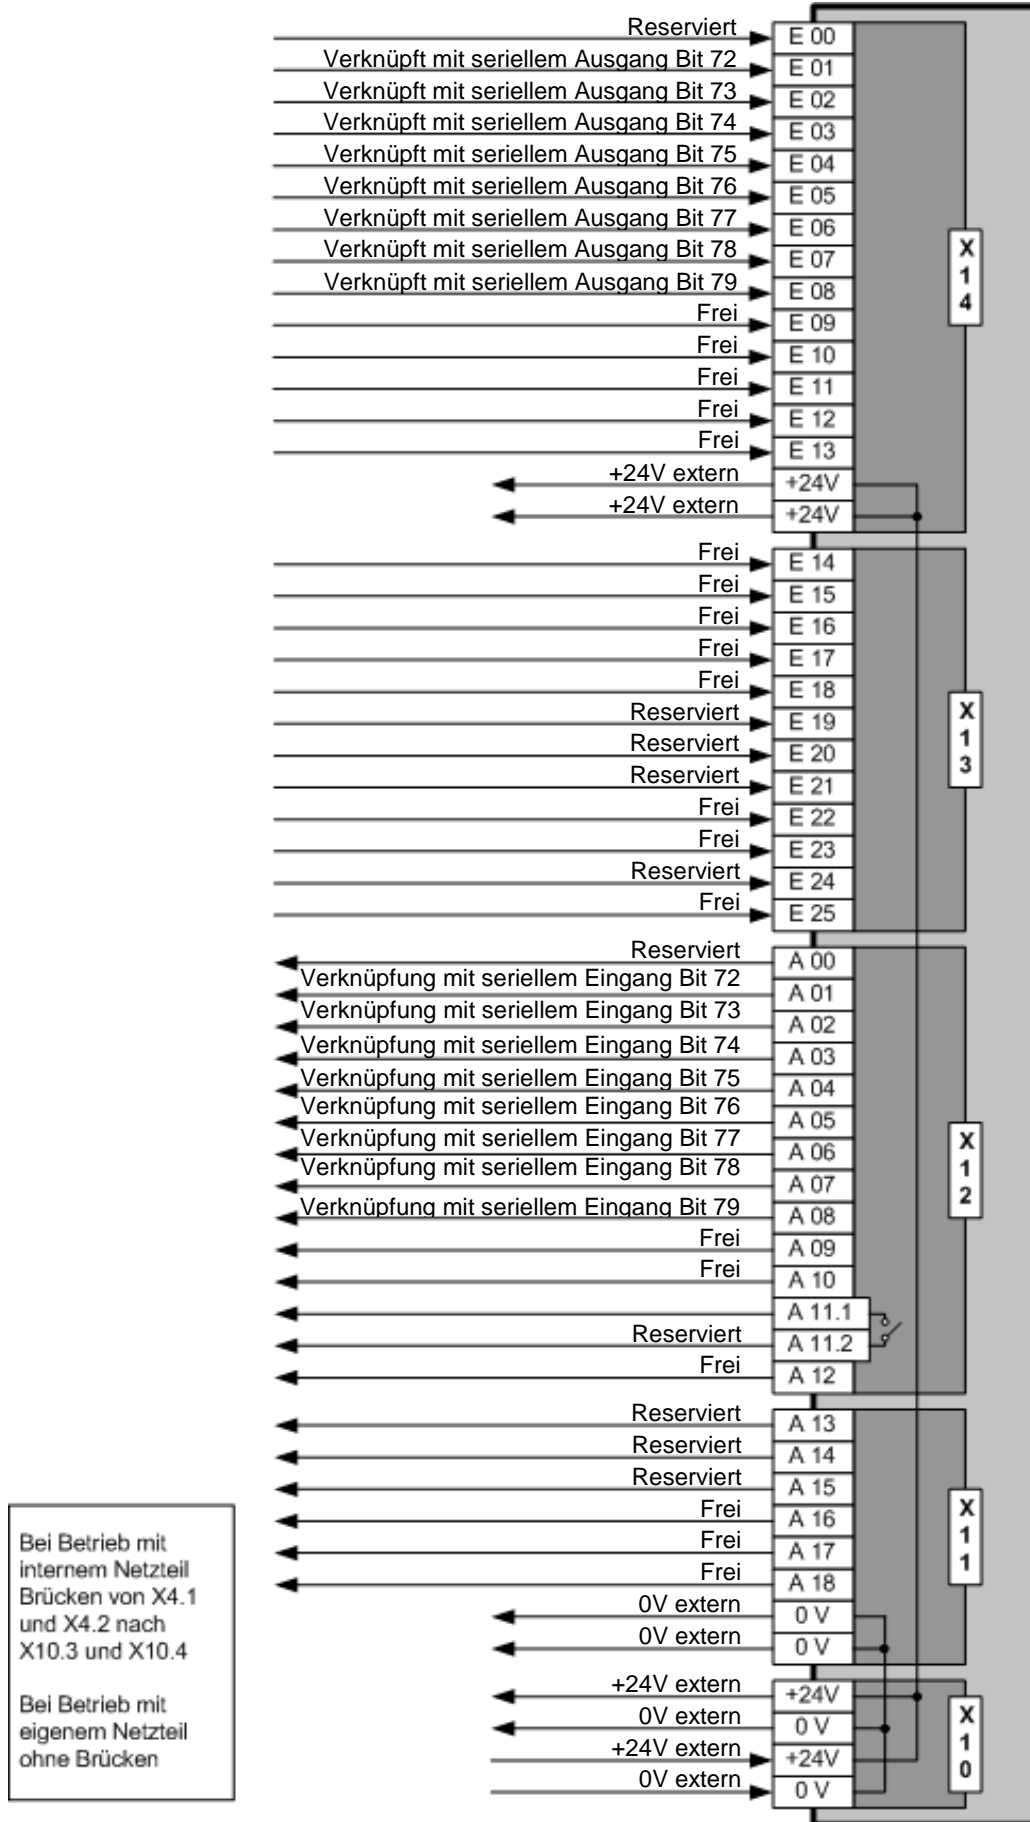 Reserviert E 00
Verknüpft mit seriellem Ausgang Bit 72 E 01
Verknüpft mit seriellem Ausgang Bit 73 E 02
Verknüpft mit seriellem Ausgang Bit 74 E 03
Verknüpft mit seriellem Ausgang Bit 75 E 04
Verknüpft mit seriellem Ausgang Bit 76 E 05
Verknüpft mit seriellem Ausgang Bit 77 E 06
Verknüpft mit seriellem Ausgang Bit 78 E 07
Verknüpft mit seriellem Ausgang Bit 79 E 08
Frei E 09
Frei E 10
Frei E 11
Frei E 12
Frei E 13
+24V extern +24V
+24V extern +24V
X14
Frei E 14
Frei E 15
Frei E 16
Frei E 17
Frei E 18
Reserviert E 19
Reserviert E 20
Reserviert E 21
Frei E 22
Frei E 23
Reserviert E 24
Frei E 25
X13
Reserviert A 00
Verknüpfung mit seriellem Eingang Bit 72 A 01
Verknüpfung mit seriellem Eingang Bit 73 A 02
Verknüpfung mit seriellem Eingang Bit 74 A 03
Verknüpfung mit seriellem Eingang Bit 75 A 04
Verknüpfung mit seriellem Eingang Bit 76 A 05
Verknüpfung mit seriellem Eingang Bit 77 A 06
Verknüpfung mit seriellem Eingang Bit 78 A 07
Verknüpfung mit seriellem Eingang Bit 79 A 08
Frei A 09
Frei A 10
A 11.1
Reserviert A 11.2
Frei A 12
X12
Reserviert A 13
Reserviert A 14
Reserviert A 15
Frei A 16
Frei A 17
Frei A 18
0V extern 0 V
0V extern 0 V
X11
+24V extern +24V
0V extern 0 V
+24V extern +24V
0V extern 0 V
X10
Bei Betrieb mit
internem Netzteil
Brücken von X4.1
und X4.2 nach
X10.3 und X10.4
Bei Betrieb mit
eigenem Netzteil
ohne Brücken